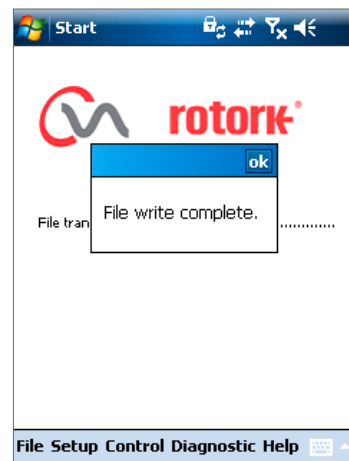 Start
rotork
ok
File write complete.
File tran .............
File Setup Control Diagnostic Help